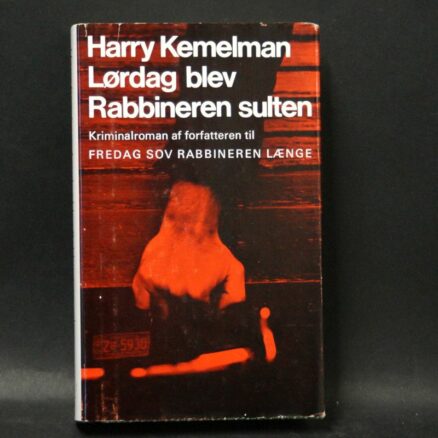 Harry Kemelman
Lørdag blev
Rabbineren sulten
Kriminalroman af forfatteren til
FREDAG SOV RABBINEREN LÆNGE